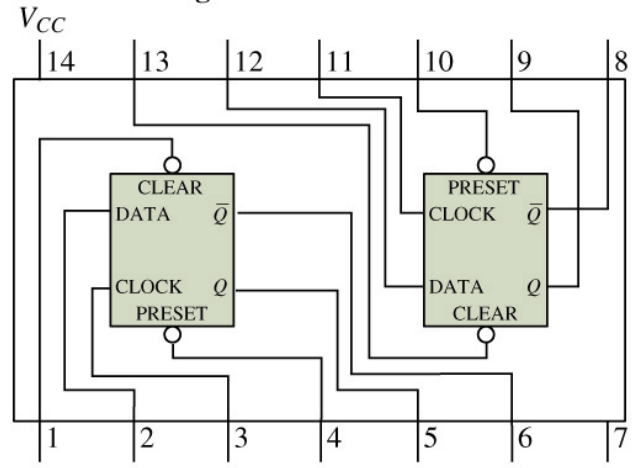 V_CC
14 13 12 11 10 9 8
CLEAR PRESET
DATA Q̅ CLOCK Q̅
CLOCK Q DATA Q
PRESET CLEAR
1 2 3 4 5 6 7